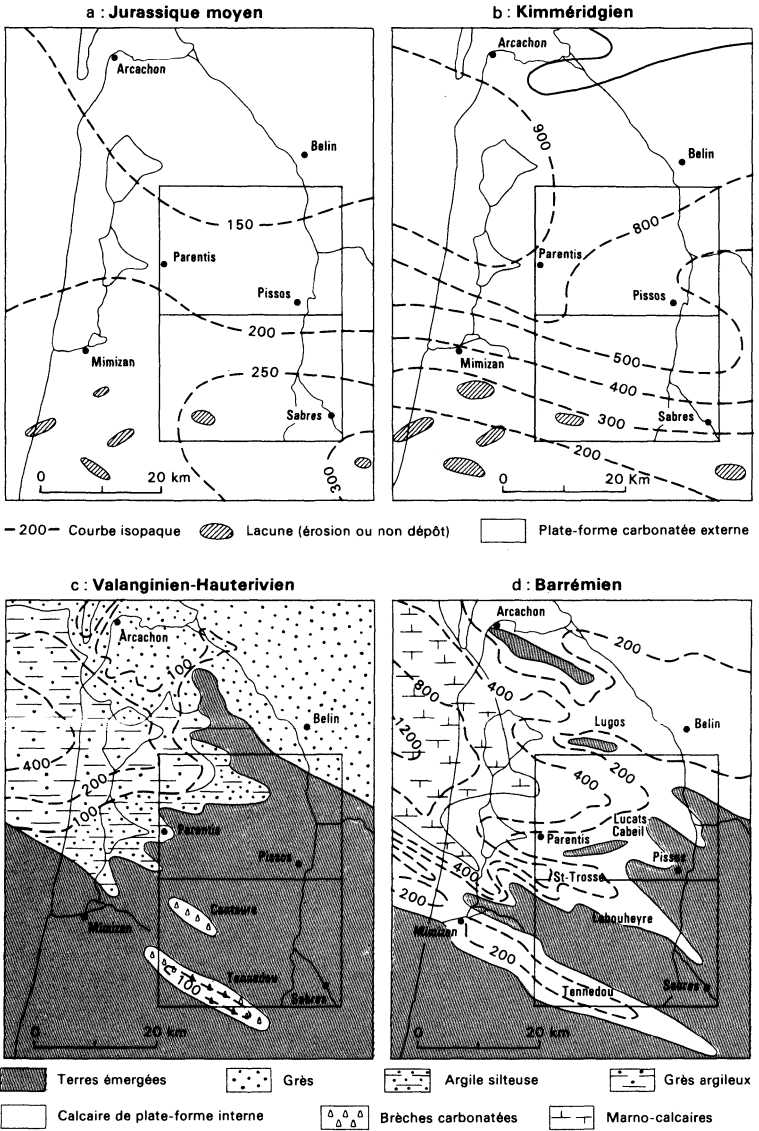 a : Jurassique moyen
Arcachon
Belin
150
Parentis
Pissos
200
Mimizan
250
Sabres
300
0 20 Km
b : Kimméridgien
Arcachon
900
Belin
800
Parentis
Pissos
500
Mimizan
400
300
Sabres
200
0 20 Km
– 200 – Courbe isopaque
Lacune (érosion ou non dépôt)
Plate-forme carbonatée externe
c : Valanginien-Hauterivien
Arcachon
100
Belin
400
200
100
Parentis
Pissos
Centaure
Mimizan
Tennedou
100
Sabres
0 20 km
d : Barrémien
Arcachon
200
800
400
Lugos
Belin
1200
200
400
Lucats
Cabeil
Parentis
Pissos
400
St-Trosse
200
Labouheyre
Mimizan
200
Tennedou
Sabres
0 20 km
Terres émergées
Grès
Argile silteuse
Grès argileux
Calcaire de plate-forme interne
Brèches carbonatées
Marno-calcaires